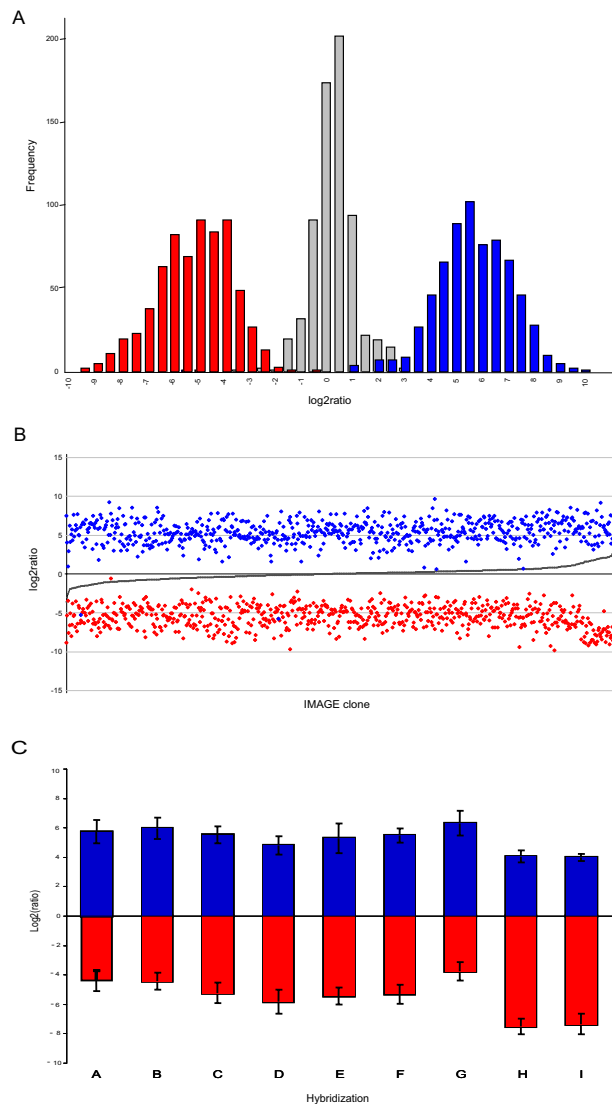 A
200
150
100
50
0
Frequency
-10 -9 -8 -7 -6 -5 -4 -3 -2 -1 0 1 2 3 4 5 6 7 8 9 10
log2ratio
B
15
10
5
0
-5
-10
-15
log2ratio
IMAGE clone
C
10
8
6
4
2
0
-2
-4
-6
-8
-10
Log2(ratio)
A B C D E F G H I
Hybridization